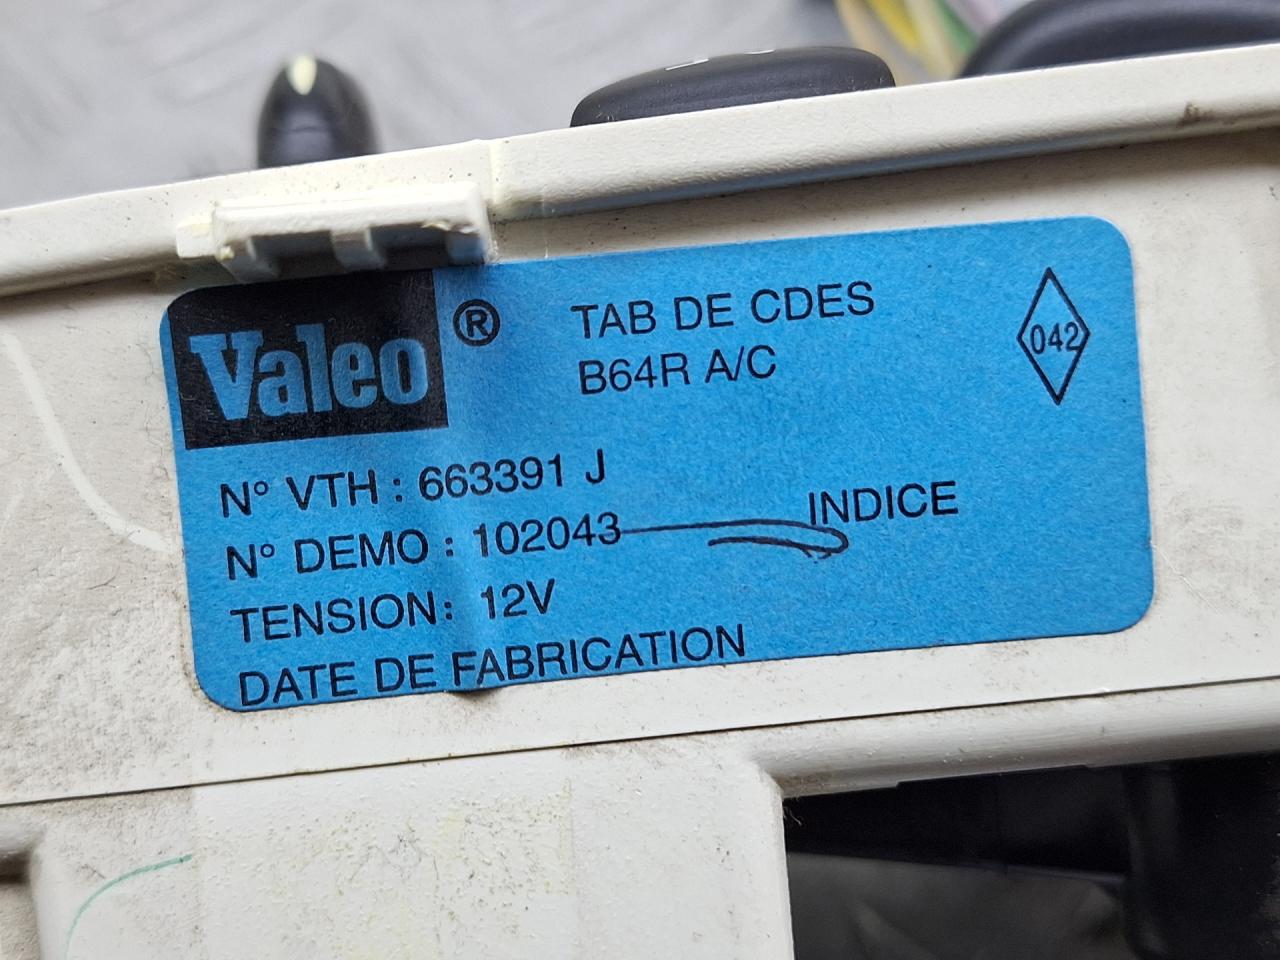 Valeo ® TAB DE CDES
B64R A/C
042
N° VTH : 663391 J
N° DEMO : 102043 INDICE
TENSION: 12V
DATE DE FABRICATION